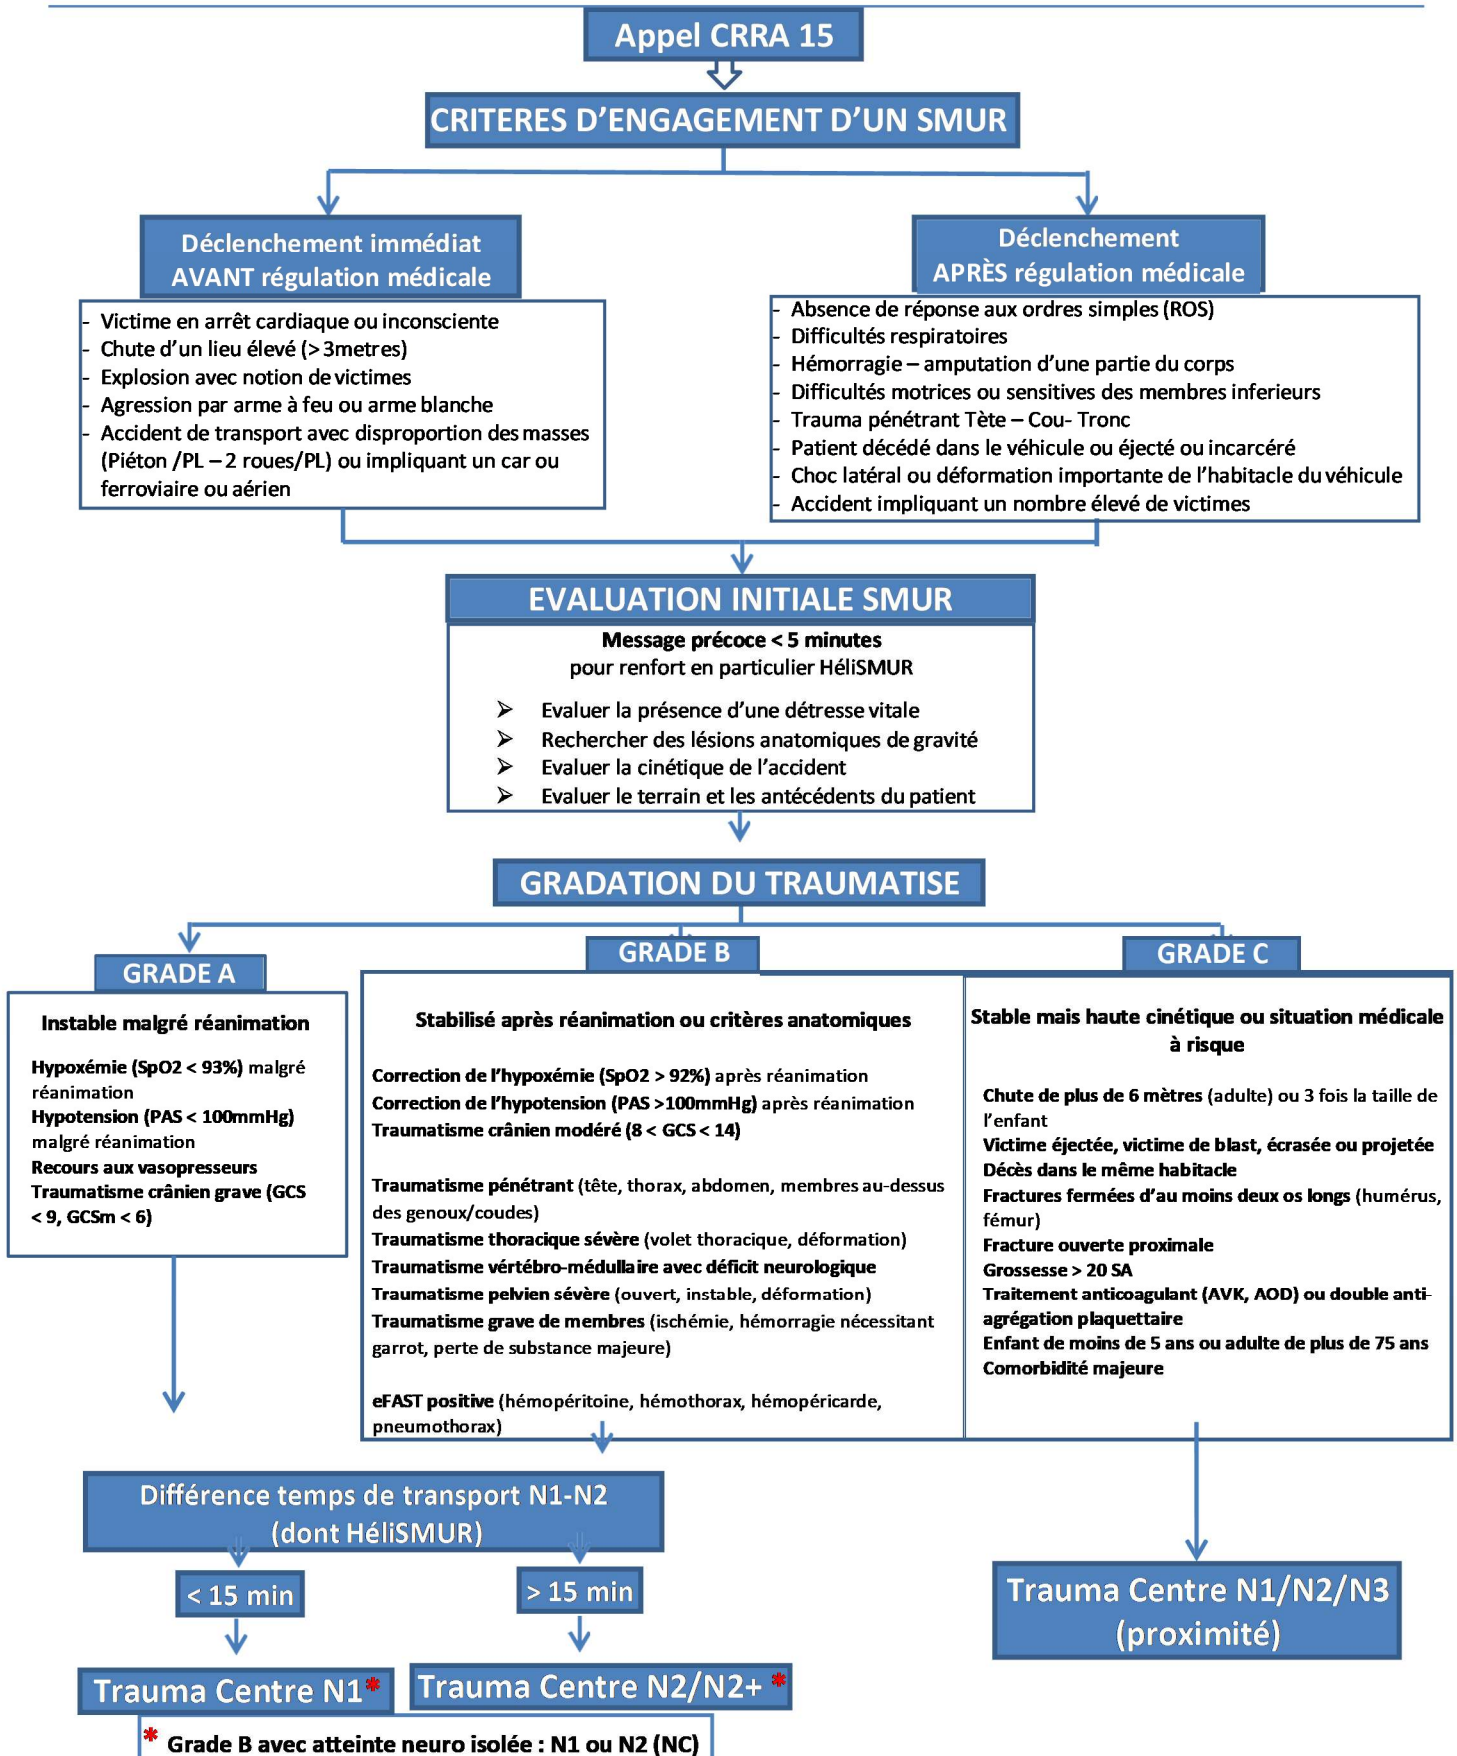 Appel CRRA 15
CRITERES D'ENGAGEMENT D'UN SMUR
Déclenchement immédiat
AVANT régulation médicale
- Victime en arrêt cardiaque ou inconsciente
- Chute d'un lieu élevé (> 3metres)
- Explosion avec notion de victimes
- Agression par arme à feu ou arme blanche
- Accident de transport avec disproportion des masses
(Piéton /PL – 2 roues/PL) ou impliquant un car ou
ferroviaire ou aérien
Déclenchement
APRÈS régulation médicale
- Absence de réponse aux ordres simples (ROS)
- Difficultés respiratoires
- Hémorragie – amputation d'une partie du corps
- Difficultés motrices ou sensitives des membres inferieurs
- Trauma pénétrant Tète – Cou- Tronc
- Patient décédé dans le véhicule ou éjecté ou incarcéré
- Choc latéral ou déformation importante de l'habitacle du véhicule
- Accident impliquant un nombre élevé de victimes
EVALUATION INITIALE SMUR
Message précoce < 5 minutes
pour renfort en particulier HéliSMUR
➢ Evaluer la présence d'une détresse vitale
➢ Rechercher des lésions anatomiques de gravité
➢ Evaluer la cinétique de l'accident
➢ Evaluer le terrain et les antécédents du patient
GRADATION DU TRAUMATISE
GRADE A
Instable malgré réanimation
Hypoxémie (SpO2 < 93%) malgré
réanimation
Hypotension (PAS < 100mmHg)
malgré réanimation
Recours aux vasopresseurs
Traumatisme crânien grave (GCS
< 9, GCSm < 6)
GRADE B
Stabilisé après réanimation ou critères anatomiques
Correction de l'hypoxémie (SpO2 > 92%) après réanimation
Correction de l'hypotension (PAS >100mmHg) après réanimation
Traumatisme crânien modéré (8 < GCS < 14)
Traumatisme pénétrant (tête, thorax, abdomen, membres au-dessus
des genoux/coudes)
Traumatisme thoracique sévère (volet thoracique, déformation)
Traumatisme vértébro-médullaire avec déficit neurologique
Traumatisme pelvien sévère (ouvert, instable, déformation)
Traumatisme grave de membres (ischémie, hémorragie nécessitant
garrot, perte de substance majeure)
eFAST positive (hémopéritoine, hémothorax, hémopéricarde,
pneumothorax)
GRADE C
Stable mais haute cinétique ou situation médicale
à risque
Chute de plus de 6 mètres (adulte) ou 3 fois la taille de
l'enfant
Victime éjectée, victime de blast, écrasée ou projetée
Décès dans le même habitacle
Fractures fermées d'au moins deux os longs (humérus,
fémur)
Fracture ouverte proximale
Grossesse > 20 SA
Traitement anticoagulant (AVK, AOD) ou double anti-
agrégation plaquettaire
Enfant de moins de 5 ans ou adulte de plus de 75 ans
Comorbidité majeure
Différence temps de transport N1-N2
(dont HéliSMUR)
< 15 min
> 15 min
Trauma Centre N1*
Trauma Centre N2/N2+ *
Trauma Centre N1/N2/N3
(proximité)
* Grade B avec atteinte neuro isolée : N1 ou N2 (NC)